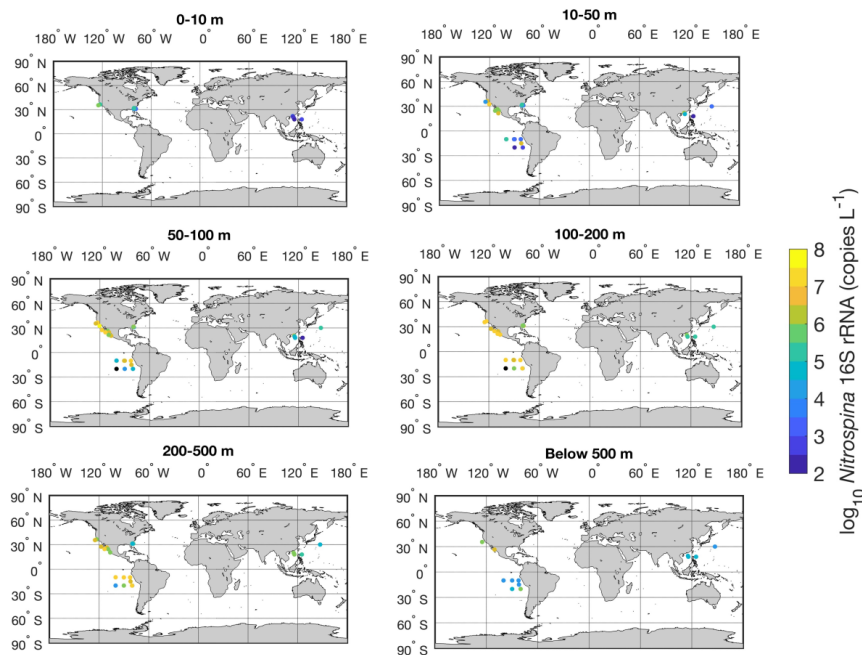 0-10 m
180° W 120° W 60° W 0° 60° E 120° E 180° E
90° N
60° N
30° N
0°
30° S
60° S
90° S
10-50 m
180° W 120° W 60° W 0° 60° E 120° E 180° E
90° N
60° N
30° N
0°
30° S
60° S
90° S
50-100 m
180° W 120° W 60° W 0° 60° E 120° E 180° E
90° N
60° N
30° N
0°
30° S
60° S
90° S
100-200 m
180° W 120° W 60° W 0° 60° E 120° E 180° E
90° N
60° N
30° N
0°
30° S
60° S
90° S
200-500 m
180° W 120° W 60° W 0° 60° E 120° E 180° E
90° N
60° N
30° N
0°
30° S
60° S
90° S
Below 500 m
180° W 120° W 60° W 0° 60° E 120° E 180° E
90° N
60° N
30° N
0°
30° S
60° S
90° S
8
7
6
5
4
3
2
log₁₀ Nitrospina 16S rRNA (copies L⁻¹)